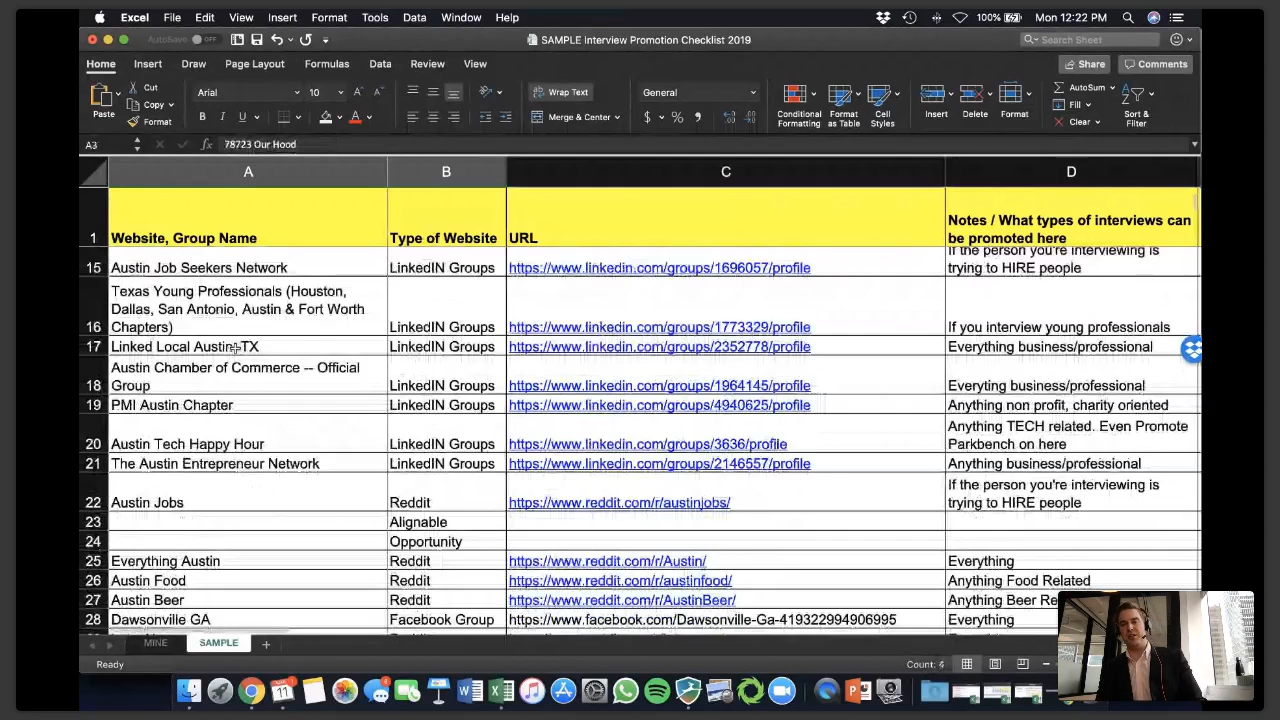 Excel File Edit View Insert Format Tools Data Window Help 100% Mon 12:22 PM
AutoSave OFF SAMPLE Interview Promotion Checklist 2019 Search Sheet
Home Insert Draw Page Layout Formulas Data Review View Share Comments
Paste Cut Copy Format Arial 10 Wrap Text General Conditional Formatting Format as Table Cell Styles Insert Delete Format AutoSum Fill Clear Sort & Filter
B I U Merge & Center $ % 
A3 fx 78723 Our Hood
A B C D
1 Website, Group Name Type of Website URL Notes / What types of interviews can be promoted here
15 Austin Job Seekers Network LinkedIN Groups https://www.linkedin.com/groups/1696057/profile If the person you're interviewing is trying to HIRE people
16 Texas Young Professionals (Houston, Dallas, San Antonio, Austin & Fort Worth Chapters) LinkedIN Groups https://www.linkedin.com/groups/1773329/profile If you interview young professionals
17 Linked Local Austin TX LinkedIN Groups https://www.linkedin.com/groups/2352778/profile Everything business/professional
18 Austin Chamber of Commerce -- Official Group LinkedIN Groups https://www.linkedin.com/groups/1964145/profile Everyting business/professional
19 PMI Austin Chapter LinkedIN Groups https://www.linkedin.com/groups/4940625/profile Anything non profit, charity oriented
20 Austin Tech Happy Hour LinkedIN Groups https://www.linkedin.com/groups/3636/profile Anything TECH related. Even Promote Parkbench on here
21 The Austin Entrepreneur Network LinkedIN Groups https://www.linkedin.com/groups/2146557/profile Anything business/professional
22 Austin Jobs Reddit https://www.reddit.com/r/austinjobs/ If the person you're interviewing is trying to HIRE people
23 Alignable
24 Opportunity
25 Everything Austin Reddit https://www.reddit.com/r/Austin/ Everything
26 Austin Food Reddit https://www.reddit.com/r/austinfood/ Anything Food Related
27 Austin Beer Reddit https://www.reddit.com/r/AustinBeer/ Anything Beer Re
28 Dawsonville GA Facebook Group https://www.facebook.com/Dawsonville-Ga-419322994906995 Everything
MINE SAMPLE +
Ready Count: